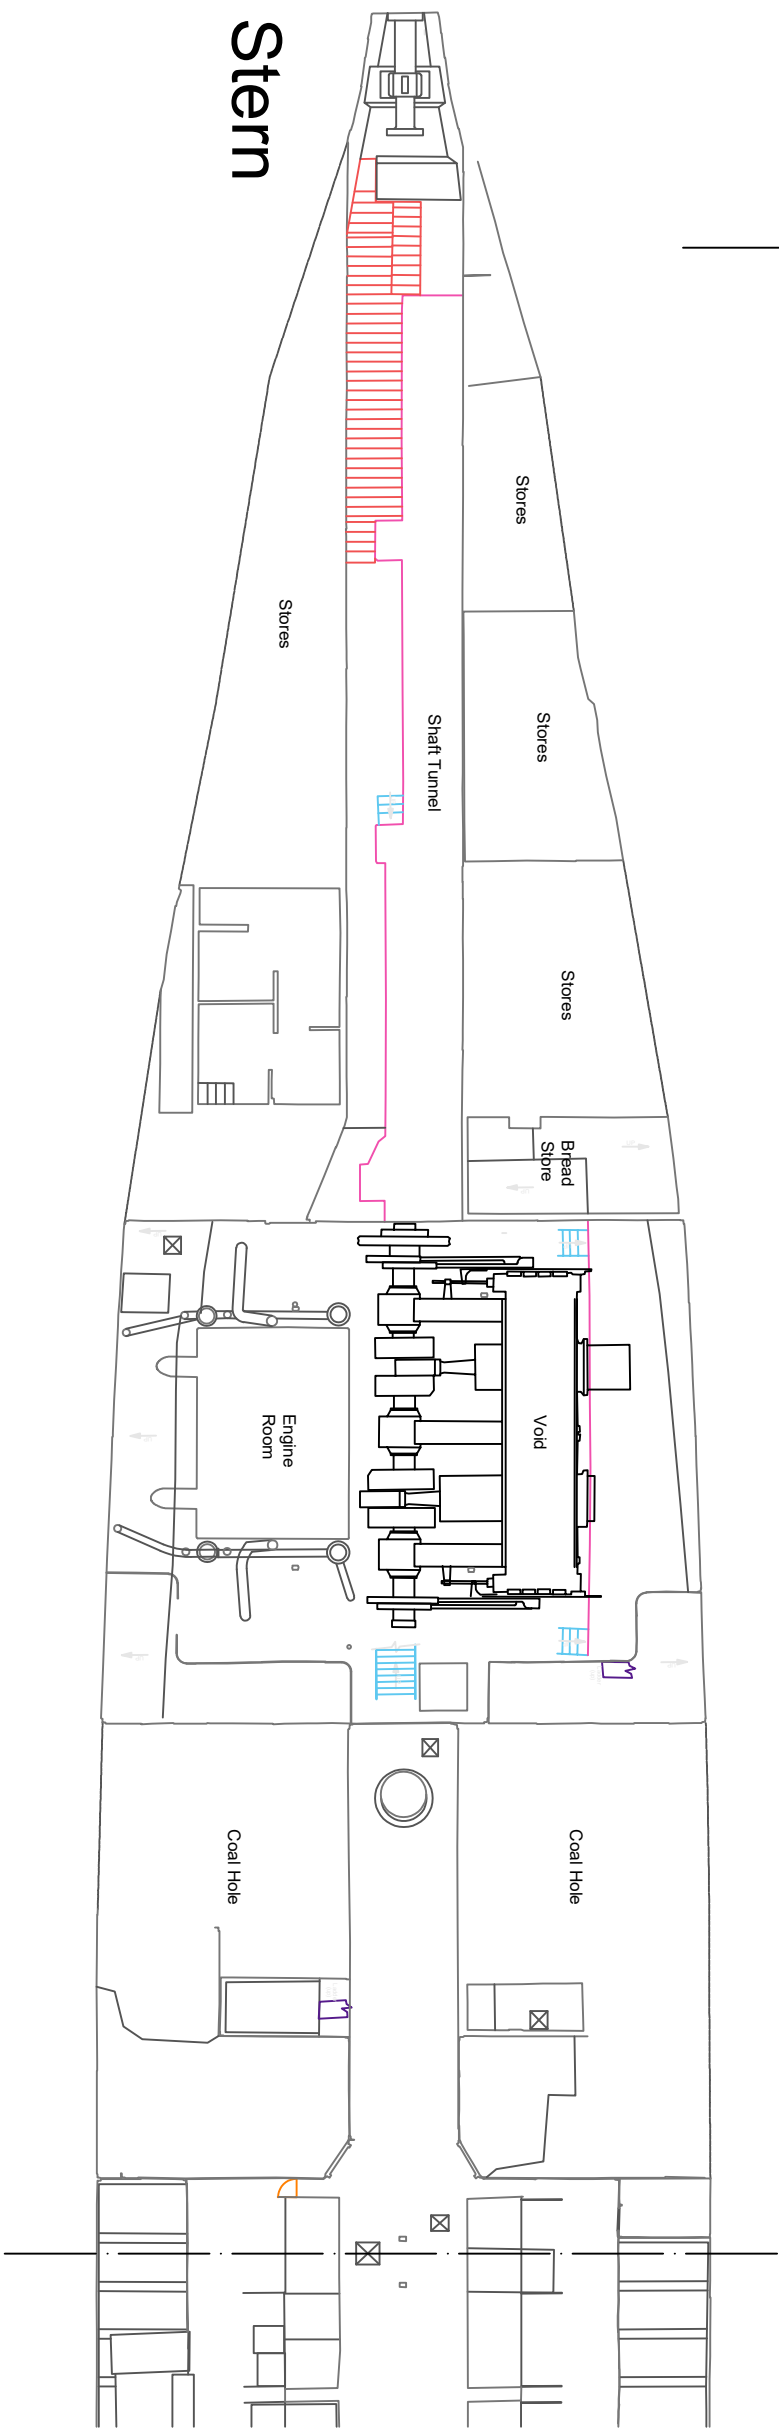 Stern
Stores
Stores
Stores
Shaft Tunnel
Stores
Bread
Store
Void
Engine
Room
Coal Hole
Coal Hole